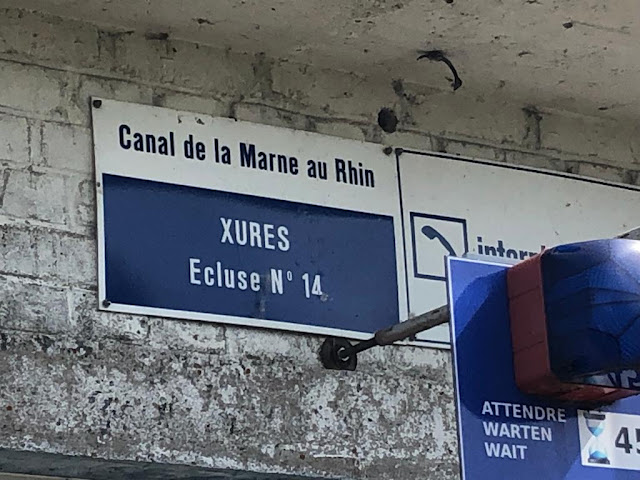 Canal de la Marne au Rhin
XURES
Ecluse N° 14
ATTENDRE
WARTEN
WAIT
45